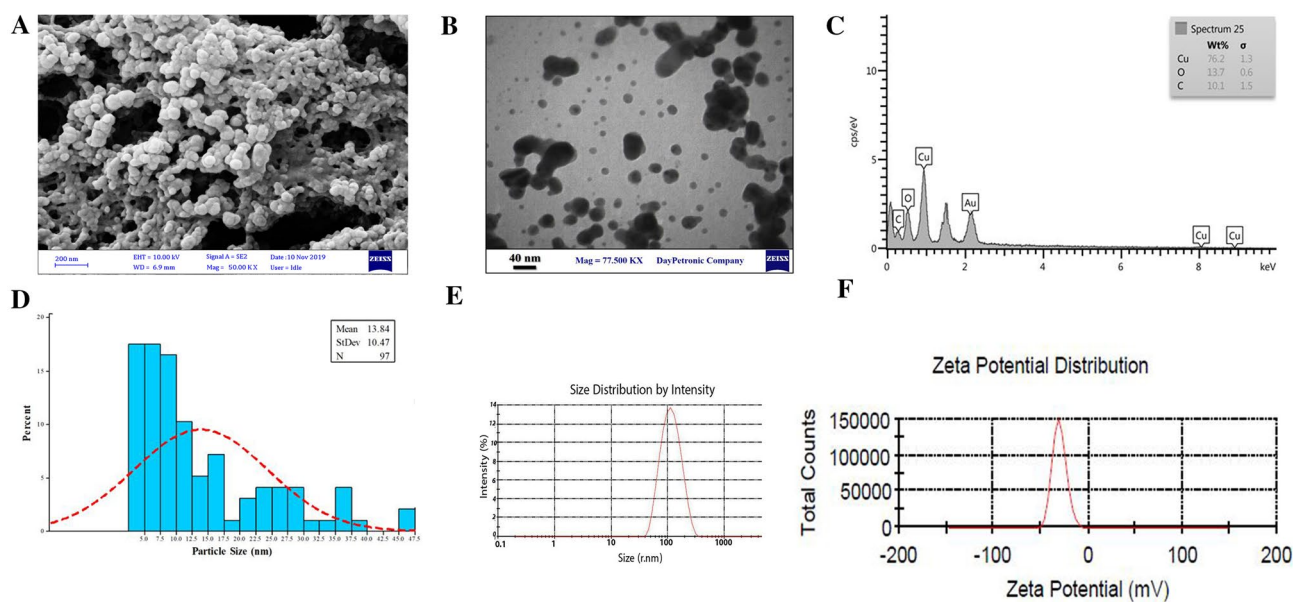 A
200 nm
EHT = 10.00 kV Signal A = SE2 Date :10 Nov 2019
WD = 6.9 mm Mag = 50.00 K X User = Idle
ZEISS
B
40 nm
Mag = 77.500 KX DayPetronic Company
ZEISS
C
Spectrum 25
Wt% σ
Cu 76.2 1.3
O 13.7 0.6
C 10.1 1.5
cps/eV
10
5
0
C
O
Cu
Au
Cu
Cu
0 2 4 6 8 keV
D
Mean 13.84
StDev 10.47
N 97
Percent
20
15
10
5
0
5.0 7.5 10.0 12.5 15.0 17.5 20.0 22.5 25.0 27.5 30.0 32.5 35.0 37.5 40.0 42.5 45.0 47.5
Particle Size (nm)
E
Size Distribution by Intensity
Intensity (%)
14
12
10
8
6
4
2
0
0.1 1 10 100 1000
Size (r.nm)
F
Zeta Potential Distribution
Total Counts
150000
100000
50000
0
-200 -100 0 100 200
Zeta Potential (mV)